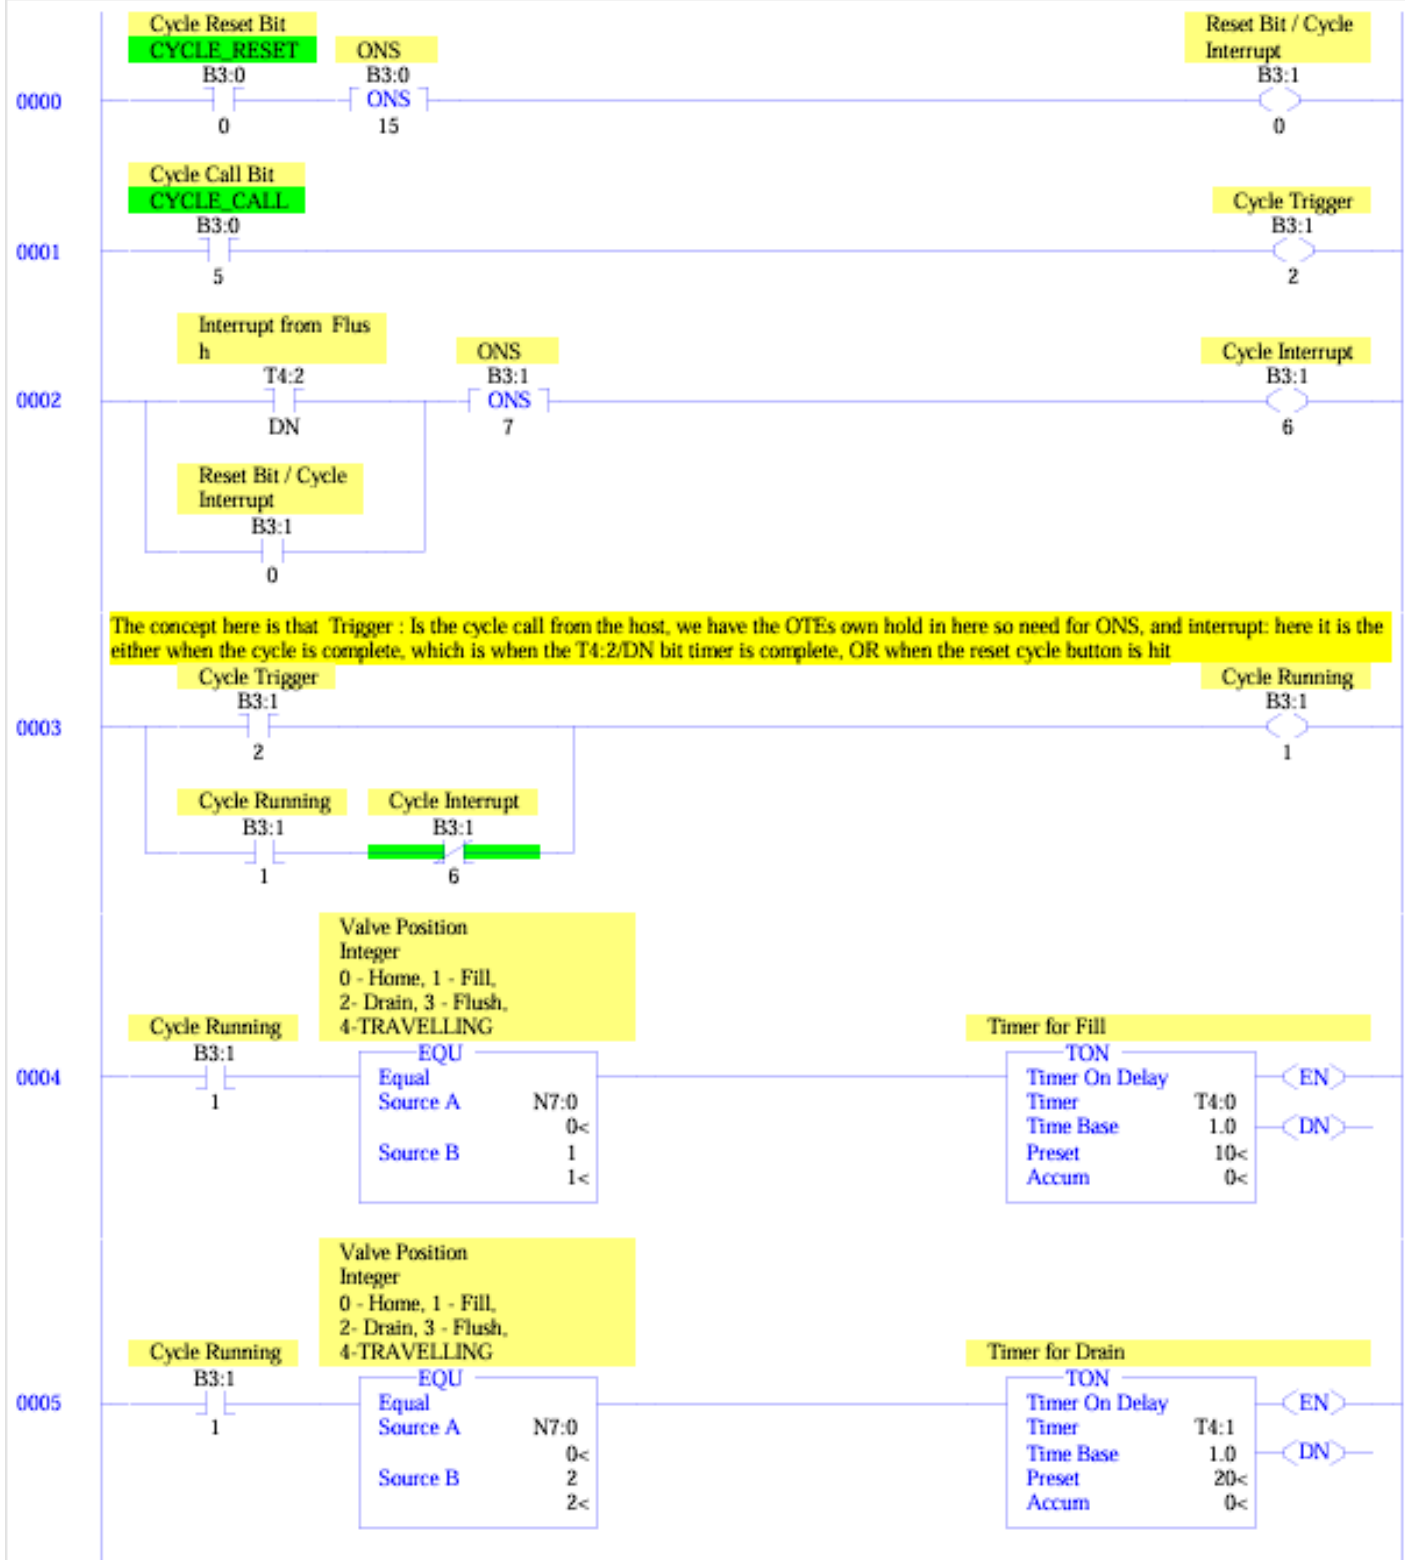 Cycle Reset Bit
CYCLE_RESET
ONS
Reset Bit / Cycle
Interrupt
B3:0
B3:0
B3:1
0000
ONS
0
15
0
Cycle Call Bit
CYCLE_CALL
Cycle Trigger
B3:0
B3:1
0001
5
2
Interrupt from Flus
h
ONS
Cycle Interrupt
T4:2
B3:1
B3:1
0002
ONS
DN
7
6
Reset Bit / Cycle
Interrupt
B3:1
0
The concept here is that Trigger : Is the cycle call from the host, we have the OTEs own hold in here so need for ONS, and interrupt: here it is the
either when the cycle is complete, which is when the T4:2/DN bit timer is complete, OR when the reset cycle button is hit
Cycle Trigger
Cycle Running
B3:1
B3:1
0003
2
1
Cycle Running
Cycle Interrupt
B3:1
B3:1
1
6
Valve Position
Integer
0 - Home, 1 - Fill,
2- Drain, 3 - Flush,
4-TRAVELLING
Cycle Running
Timer for Fill
B3:1
EQU
TON
0004
Equal
Timer On Delay
EN
1
Source A N7:0
Timer T4:0
0<
Time Base 1.0
DN
Source B 1
Preset 10<
1<
Accum 0<
Valve Position
Integer
0 - Home, 1 - Fill,
2- Drain, 3 - Flush,
4-TRAVELLING
Cycle Running
Timer for Drain
B3:1
EQU
TON
0005
Equal
Timer On Delay
EN
1
Source A N7:0
Timer T4:1
0<
Time Base 1.0
DN
Source B 2
Preset 20<
2<
Accum 0<